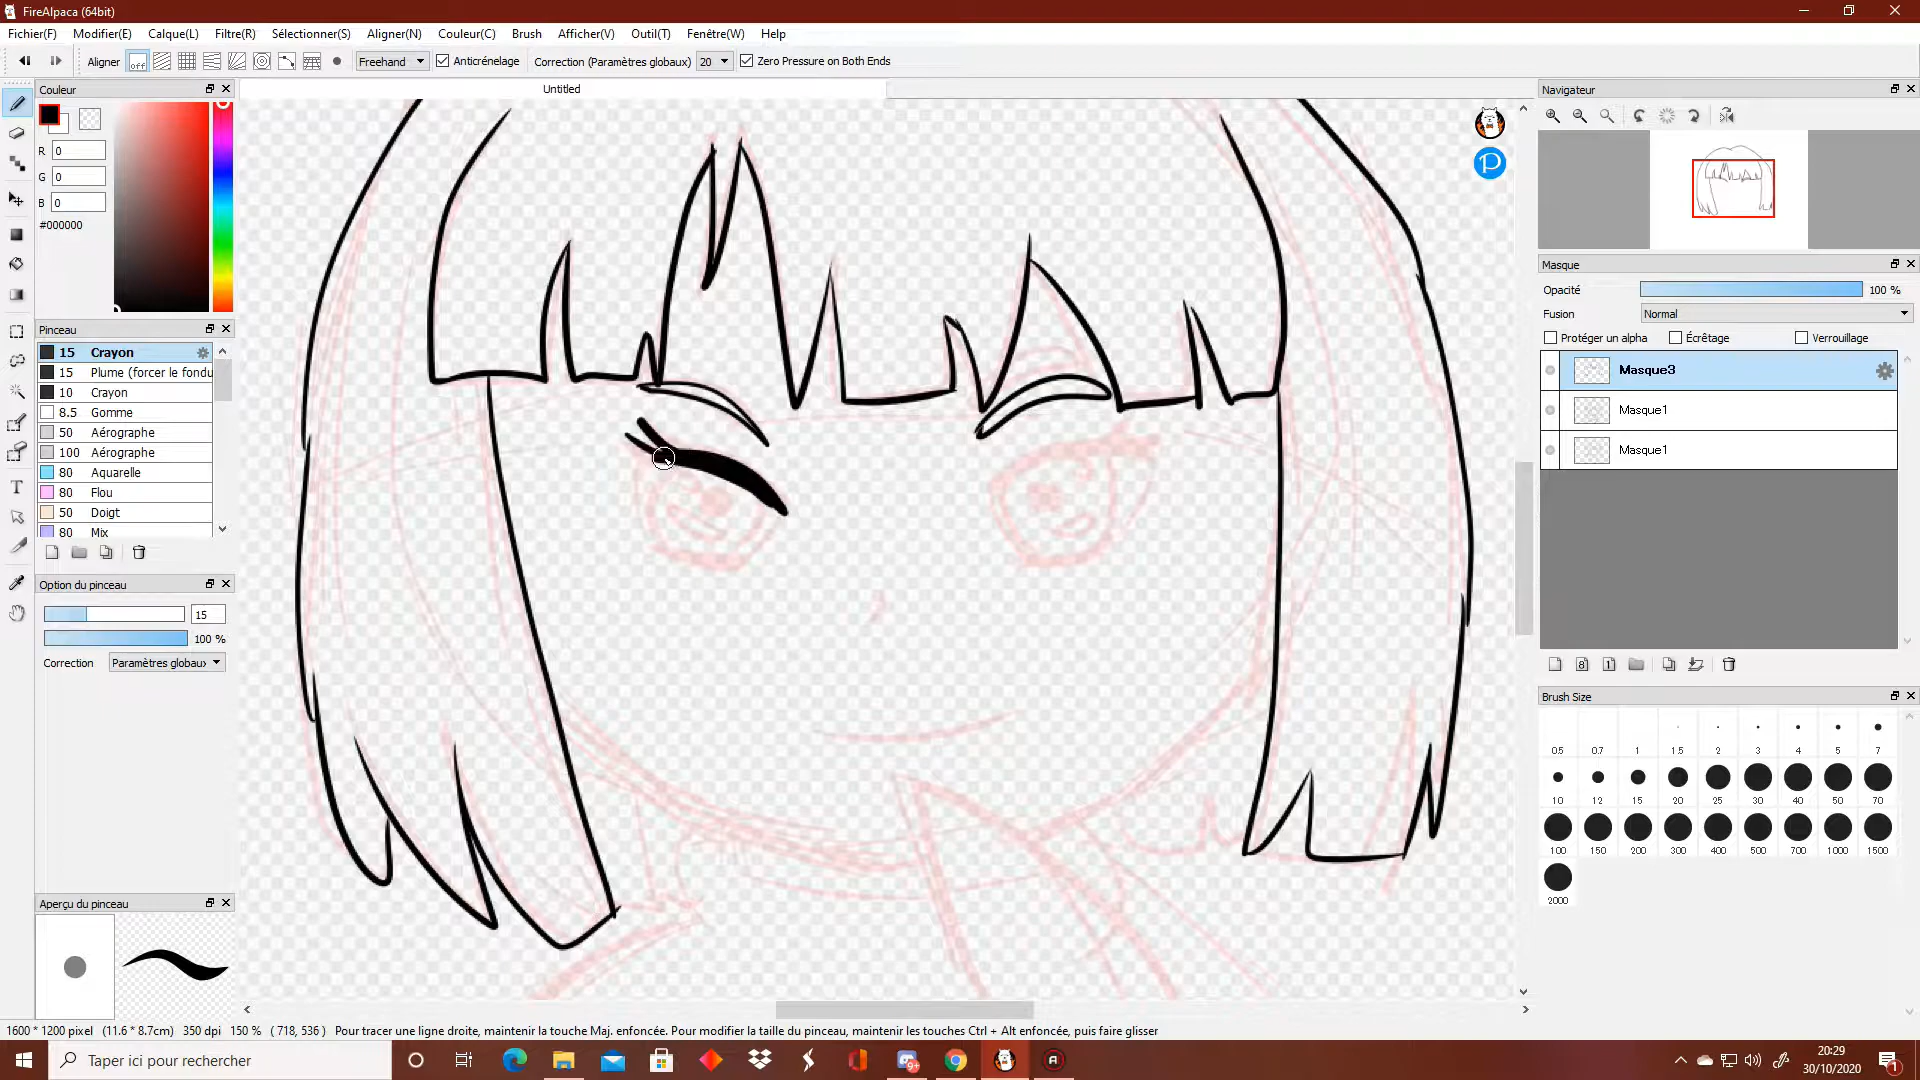 FireAlpaca (64bit)
Fichier(F) Modifier(E) Calque(L) Filtre(R) Sélectionner(S) Aligner(N) Couleur(C) Brush Afficher(V) Outil(T) Fenêtre(W) Help
Aligner off Freehand Anticrénelage Correction (Paramètres globaux) 20 Zero Pressure on Both Ends
Couleur
Untitled
R 0
G 0
B 0
#000000
Pinceau
15 Crayon
15 Plume (forcer le fondu
10 Crayon
8.5 Gomme
50 Aérographe
100 Aérographe
80 Aquarelle
80 Flou
50 Doigt
80 Mix
Option du pinceau
15
100 %
Correction Paramètres globaux
Aperçu du pinceau
Navigateur
Masque
Opacité 100 %
Fusion Normal
Protéger un alpha Écrêtage Verrouillage
Masque3
Masque1
Masque1
Brush Size
0.5 0.7 1 1.5 2 3 4 5 7
10 12 15 20 25 30 40 50 70
100 150 200 300 400 500 700 1000 1500
2000
1600 * 1200 pixel (11.6 * 8.7cm) 350 dpi 150 % ( 718, 536 ) Pour tracer une ligne droite, maintenir la touche Maj. enfoncée. Pour modifier la taille du pinceau, maintenir les touches Ctrl + Alt enfoncée, puis faire glisser
Taper ici pour rechercher
9+
20:29
30/10/2020
1